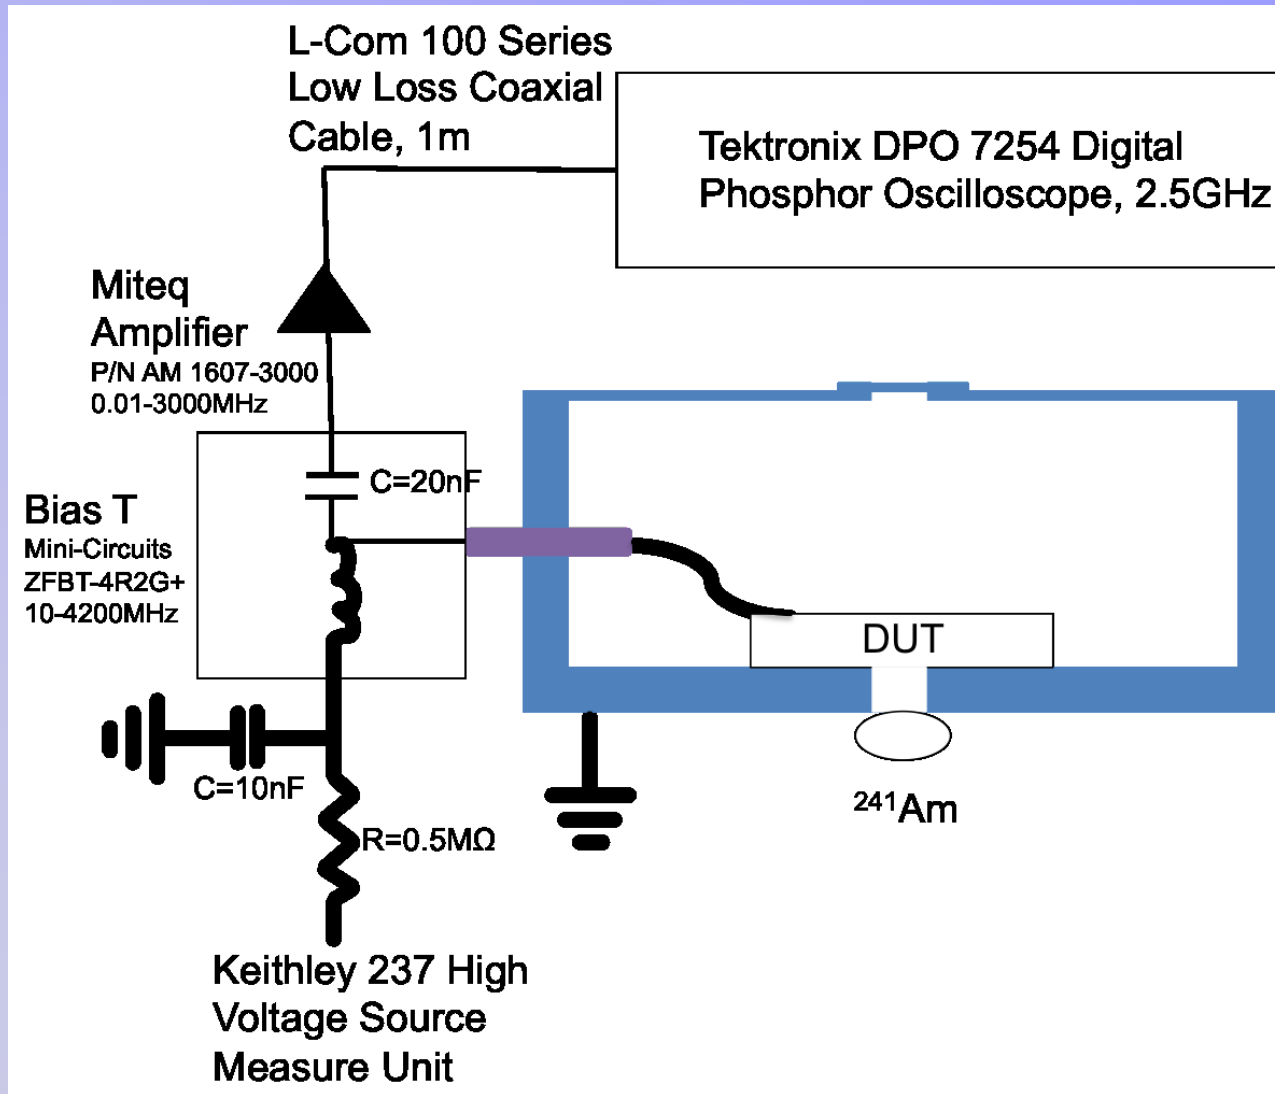 L-Com 100 Series
Low Loss Coaxial
Cable, 1m
Tektronix DPO 7254 Digital
Phosphor Oscilloscope, 2.5GHz
Miteq
Amplifier
P/N AM 1607-3000
0.01-3000MHz
C=20nF
Bias T
Mini-Circuits
ZFBT-4R2G+
10-4200MHz
DUT
C=10nF
R=0.5MΩ
²⁴¹Am
Keithley 237 High
Voltage Source
Measure Unit